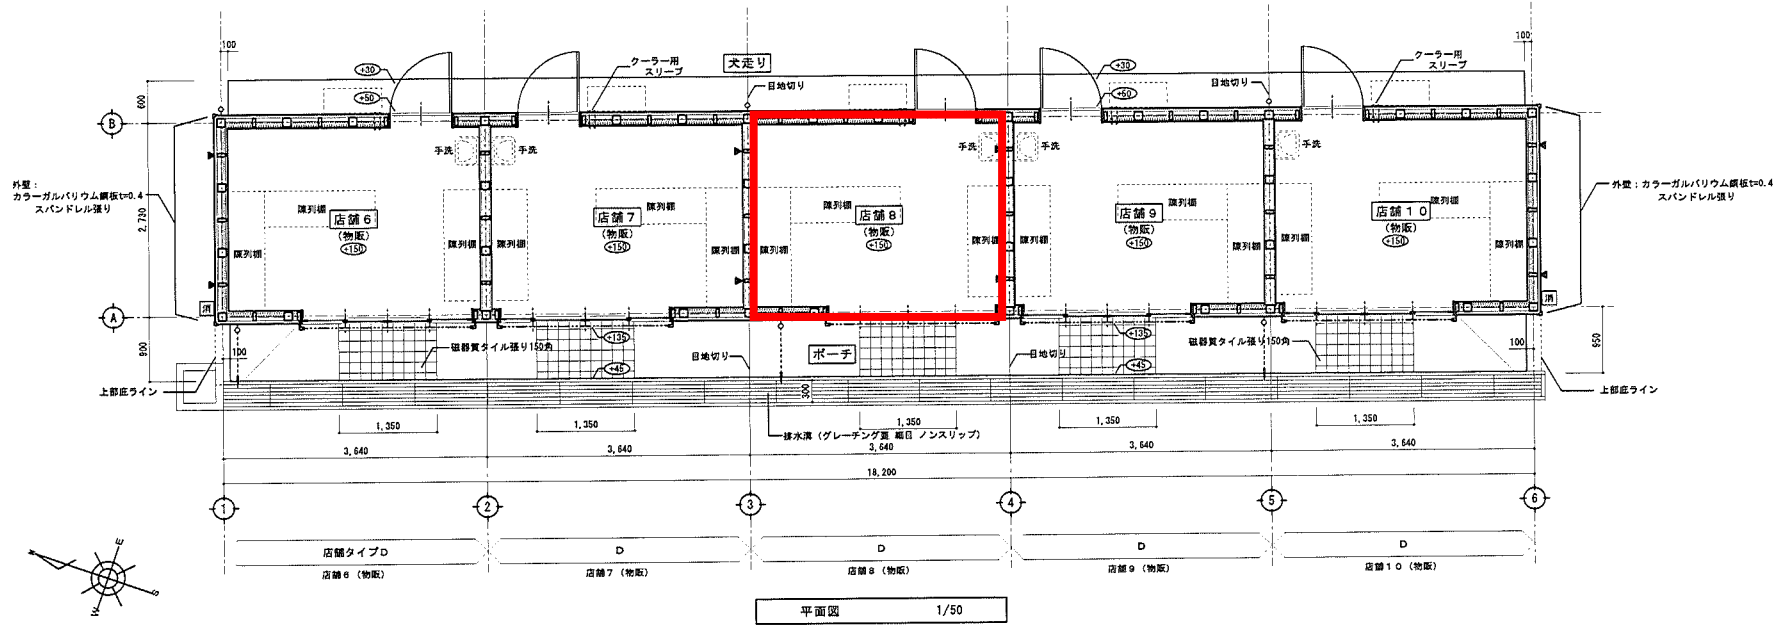 100
100
+30
クーラー用
スリーブ
犬走り
+30
クーラー用
スリーブ
+50
目地切り
+50
目地切り
600
B
手洗
手洗
手洗
手洗
手洗
外壁：
カラーガルバリウム鋼板t=0.4
スパンドレル張り
2,730
陳列棚
店舗６
(物販)
+150
陳列棚
陳列棚
陳列棚
陳列棚
店舗７
(物販)
+150
陳列棚
陳列棚
陳列棚
店舗８
(物販)
+150
陳列棚
陳列棚
店舗９
(物販)
+150
陳列棚
陳列棚
店舗１０
(物販)
+150
陳列棚
陳列棚
外壁：カラーガルバリウム鋼板t=0.4
スパンドレル張り
消
消
A
900
100
磁器質タイル張り150角
+135
+45
目地切り
ポーチ
目地切り
+135
+45
磁器質タイル張り150角
100
950
上部庇ライン
上部庇ライン
300
1,350
1,350
1,350
1,350
1,350
排水溝（グレーチング蓋 細目 ノンスリップ）
3,640
3,640
3,640
3,640
3,640
18,200
1
2
3
4
5
6
店舗タイプＤ
D
D
D
D
店舗６（物販）
店舗７（物販）
店舗８（物販）
店舗９（物販）
店舗１０（物販）
N
E
W
S
平面図 1/50